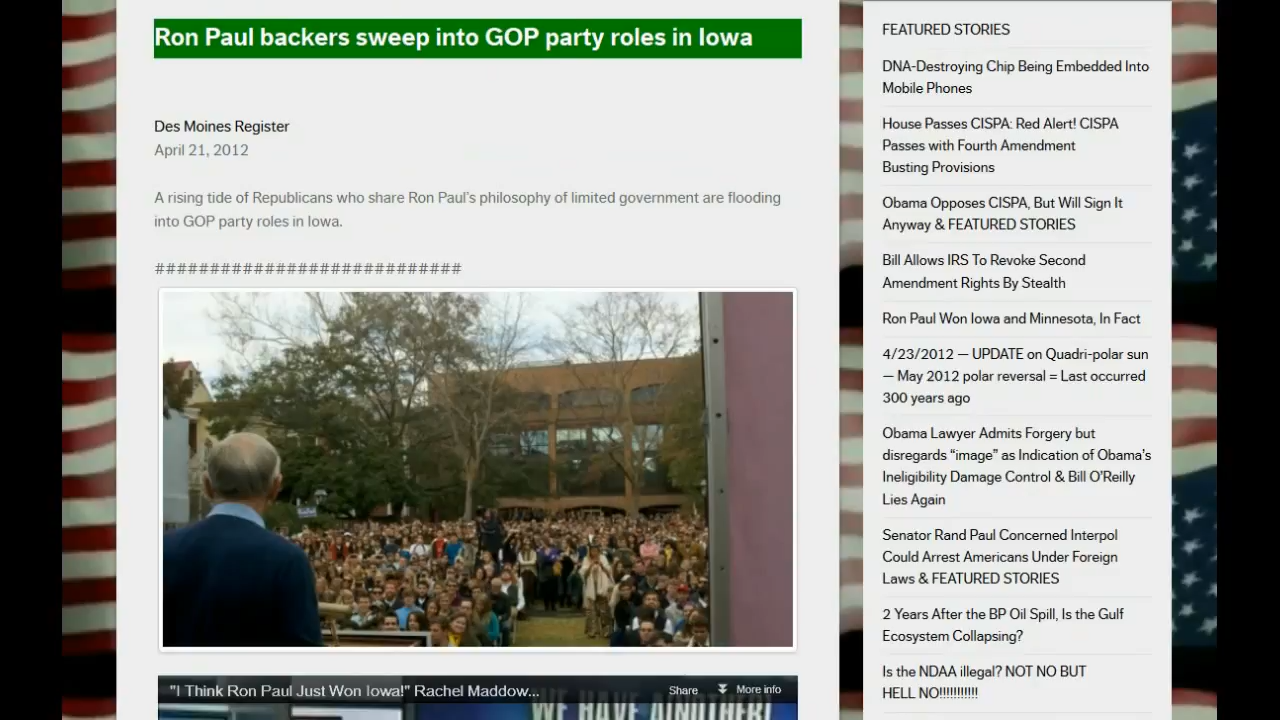 Ron Paul backers sweep into GOP party roles in Iowa
Des Moines Register
April 21, 2012
A rising tide of Republicans who share Ron Paul's philosophy of limited government are flooding
into GOP party roles in Iowa.
############################
"I Think Ron Paul Just Won Iowa!" Rachel Maddow...
Share
More info
WE HAVE ANOTHER!
FEATURED STORIES
DNA-Destroying Chip Being Embedded Into
Mobile Phones
House Passes CISPA: Red Alert! CISPA
Passes with Fourth Amendment
Busting Provisions
Obama Opposes CISPA, But Will Sign It
Anyway & FEATURED STORIES
Bill Allows IRS To Revoke Second
Amendment Rights By Stealth
Ron Paul Won Iowa and Minnesota, In Fact
4/23/2012 — UPDATE on Quadri-polar sun
— May 2012 polar reversal = Last occurred
300 years ago
Obama Lawyer Admits Forgery but
disregards “image” as Indication of Obama's
Ineligibility Damage Control & Bill O'Reilly
Lies Again
Senator Rand Paul Concerned Interpol
Could Arrest Americans Under Foreign
Laws & FEATURED STORIES
2 Years After the BP Oil Spill, Is the Gulf
Ecosystem Collapsing?
Is the NDAA illegal? NOT NO BUT
HELL NO!!!!!!!!!!!